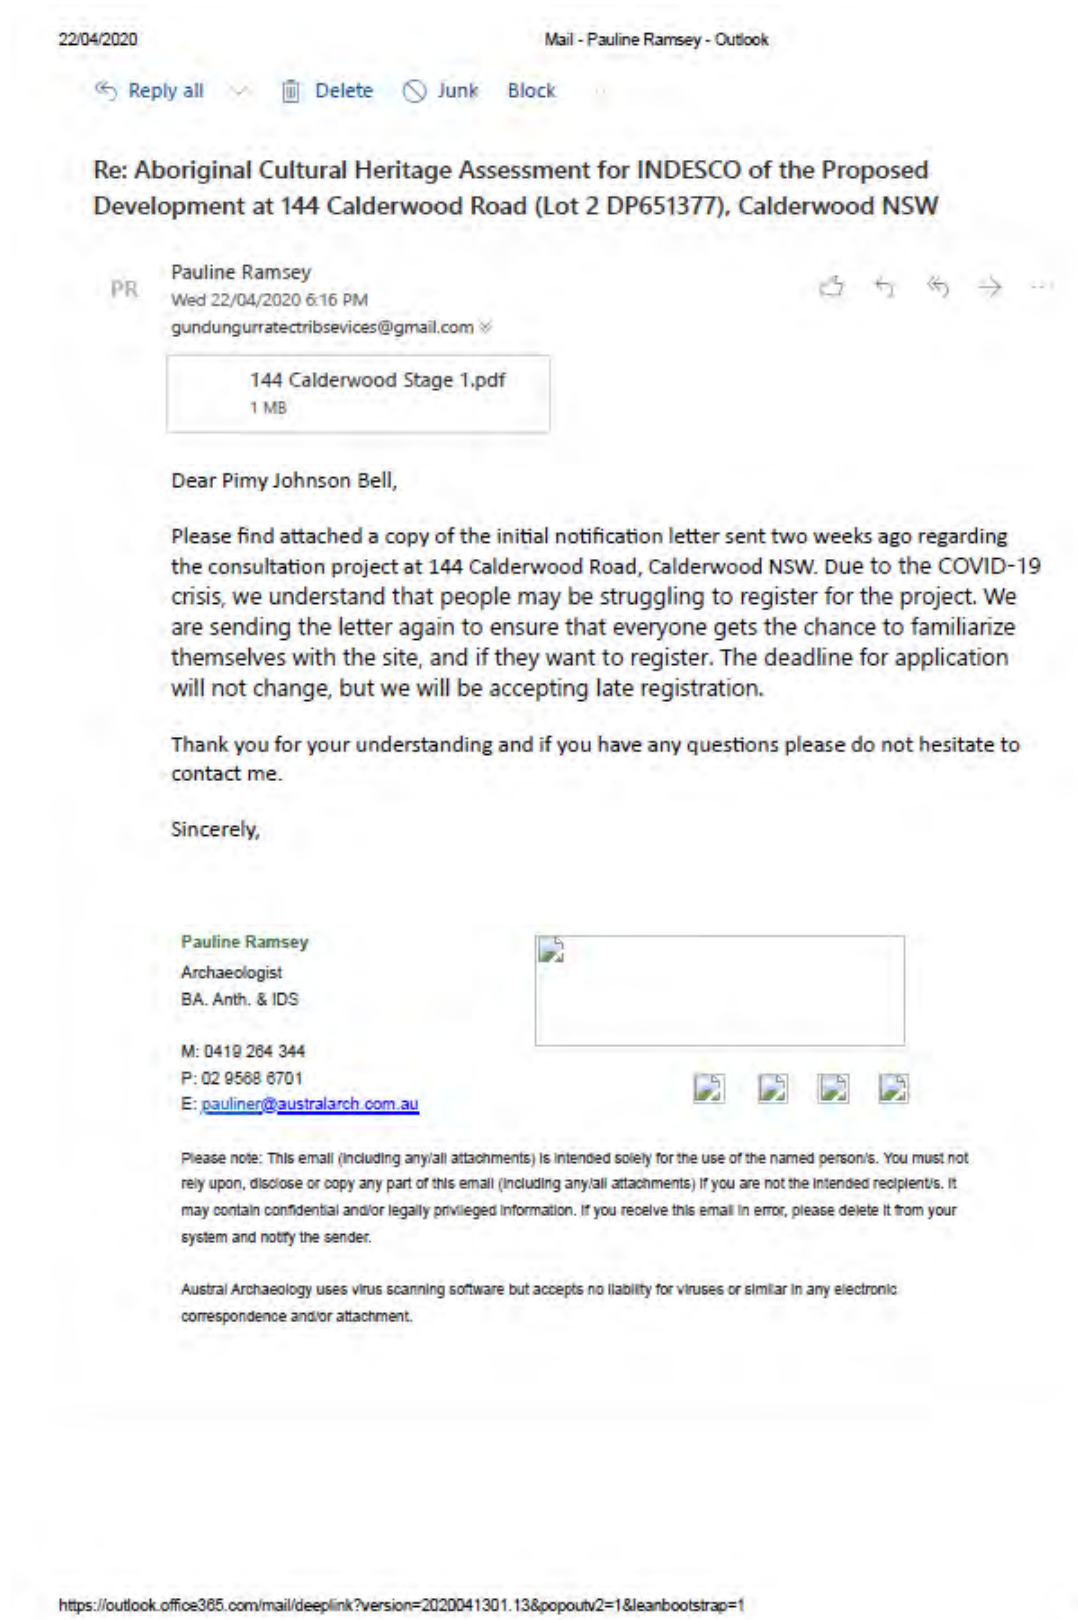 22/04/2020 Mail - Pauline Ramsey - Outlook
Reply all Delete Junk Block
Re: Aboriginal Cultural Heritage Assessment for INDESCO of the Proposed
Development at 144 Calderwood Road (Lot 2 DP651377), Calderwood NSW
PR
Pauline Ramsey
Wed 22/04/2020 6:16 PM
gundungurratectribsevices@gmail.com
144 Calderwood Stage 1.pdf
1 MB
Dear Pimy Johnson Bell,
Please find attached a copy of the initial notification letter sent two weeks ago regarding
the consultation project at 144 Calderwood Road, Calderwood NSW. Due to the COVID-19
crisis, we understand that people may be struggling to register for the project. We
are sending the letter again to ensure that everyone gets the chance to familiarize
themselves with the site, and if they want to register. The deadline for application
will not change, but we will be accepting late registration.
Thank you for your understanding and if you have any questions please do not hesitate to
contact me.
Sincerely,
Pauline Ramsey
Archaeologist
BA. Anth. & IDS
M: 0419 264 344
P: 02 9568 6701
E: pauliner@australarch.com.au
Please note: This email (including any/all attachments) is intended solely for the use of the named person/s. You must not
rely upon, disclose or copy any part of this email (including any/all attachments) if you are not the intended recipient/s. It
may contain confidential and/or legally privileged information. If you receive this email in error, please delete it from your
system and notify the sender.
Austral Archaeology uses virus scanning software but accepts no liability for viruses or similar in any electronic
correspondence and/or attachment.
https://outlook.office365.com/mail/deeplink?version=2020041301.13&popoutv2=1&leanbootstrap=1